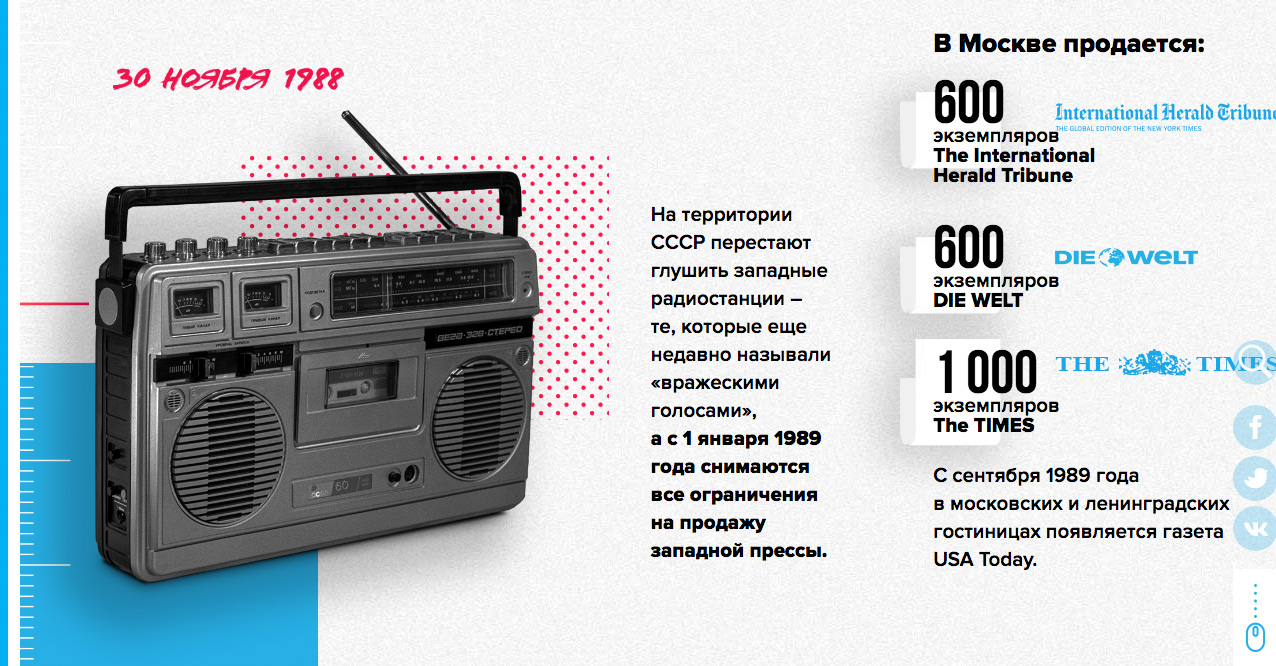 30 НОЯБРЯ 1988
ВЕГА-328-СТЕРЕО
На территории
СССР перестают
глушить западные
радиостанции –
те, которые еще
недавно называли
«вражескими
голосами»,
а с 1 января 1989
года снимаются
все ограничения
на продажу
западной прессы.
В Москве продается:
600
экземпляров
The International
Herald Tribune
International Herald Tribune
THE GLOBAL EDITION OF THE NEW YORK TIMES
600
экземпляров
DIE WELT
DIE WELT
1 000
экземпляров
The TIMES
THE TIMES
С сентября 1989 года
в московских и ленинградских
гостиницах появляется газета
USA Today.